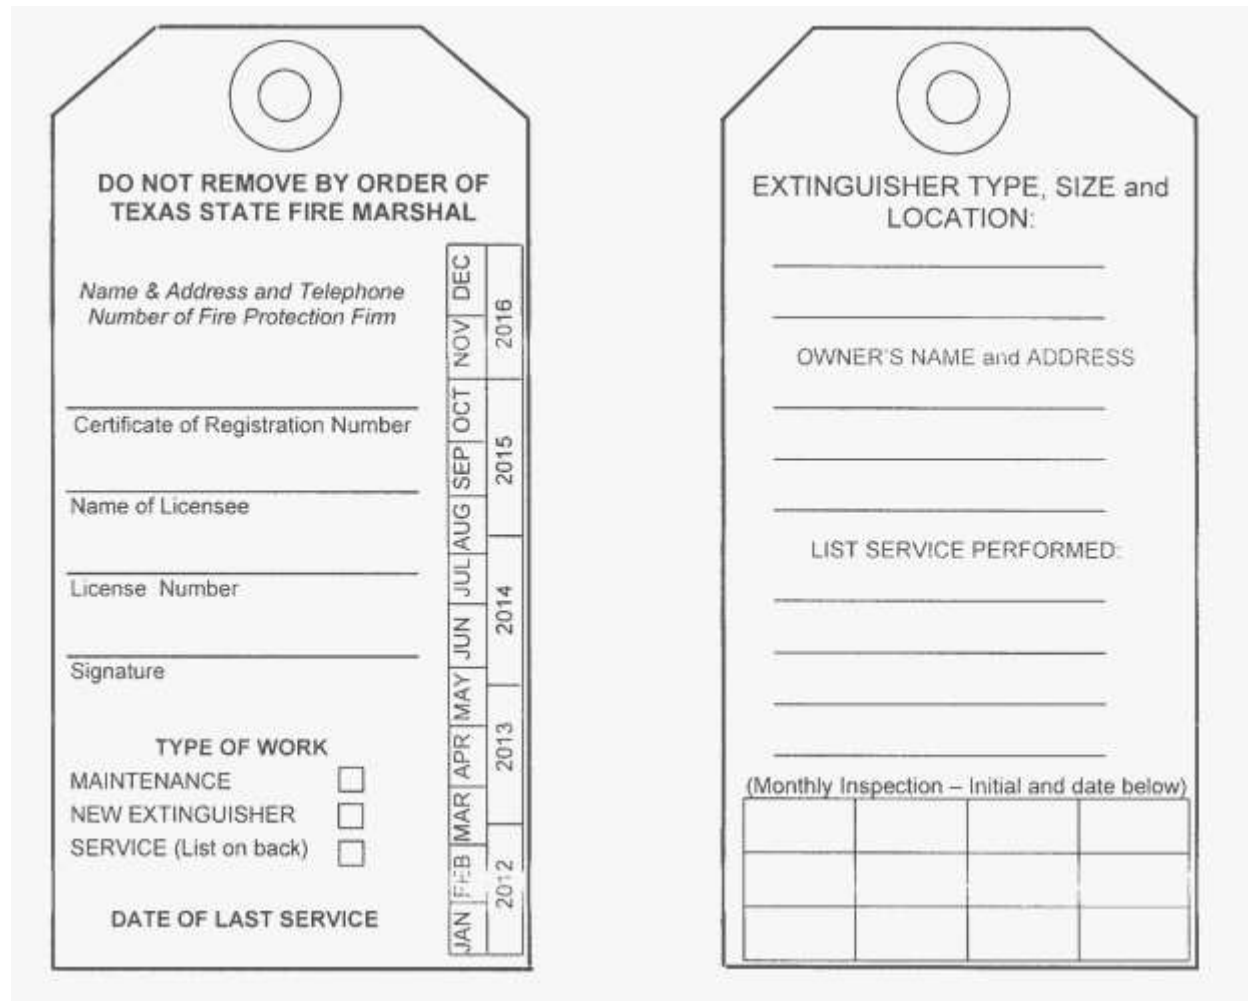 DO NOT REMOVE BY ORDER OF
TEXAS STATE FIRE MARSHAL
Name & Address and Telephone
Number of Fire Protection Firm
Certificate of Registration Number
Name of Licensee
License Number
Signature
TYPE OF WORK
MAINTENANCE
NEW EXTINGUISHER
SERVICE (List on back)
DATE OF LAST SERVICE
JAN FEB MAR APR MAY JUN JUL AUG SEP OCT NOV DEC
2012 2013 2014 2015 2016
EXTINGUISHER TYPE, SIZE and
LOCATION:
OWNER'S NAME and ADDRESS
LIST SERVICE PERFORMED:
(Monthly Inspection – Initial and date below)